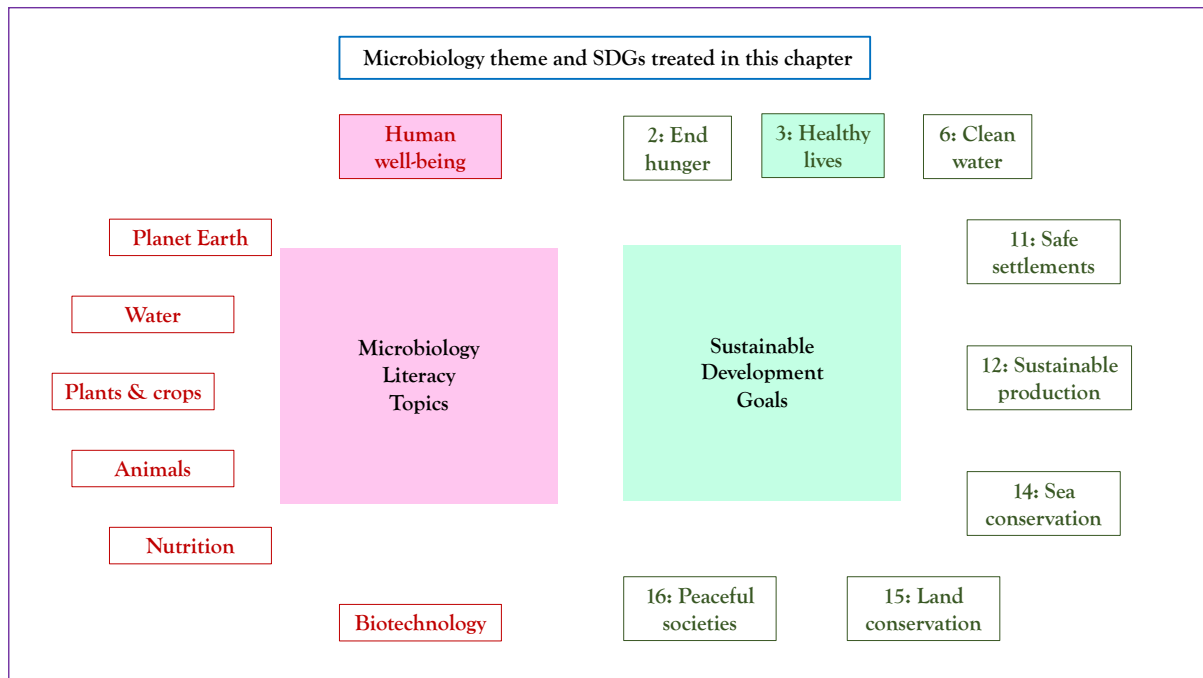 Microbiology theme and SDGs treated in this chapter
Human
well-being
2: End
hunger
3: Healthy
lives
6: Clean
water
Planet Earth
Water
Plants & crops
Animals
Nutrition
Biotechnology
Microbiology
Literacy
Topics
Sustainable
Development
Goals
11: Safe
settlements
12: Sustainable
production
14: Sea
conservation
16: Peaceful
societies
15: Land
conservation